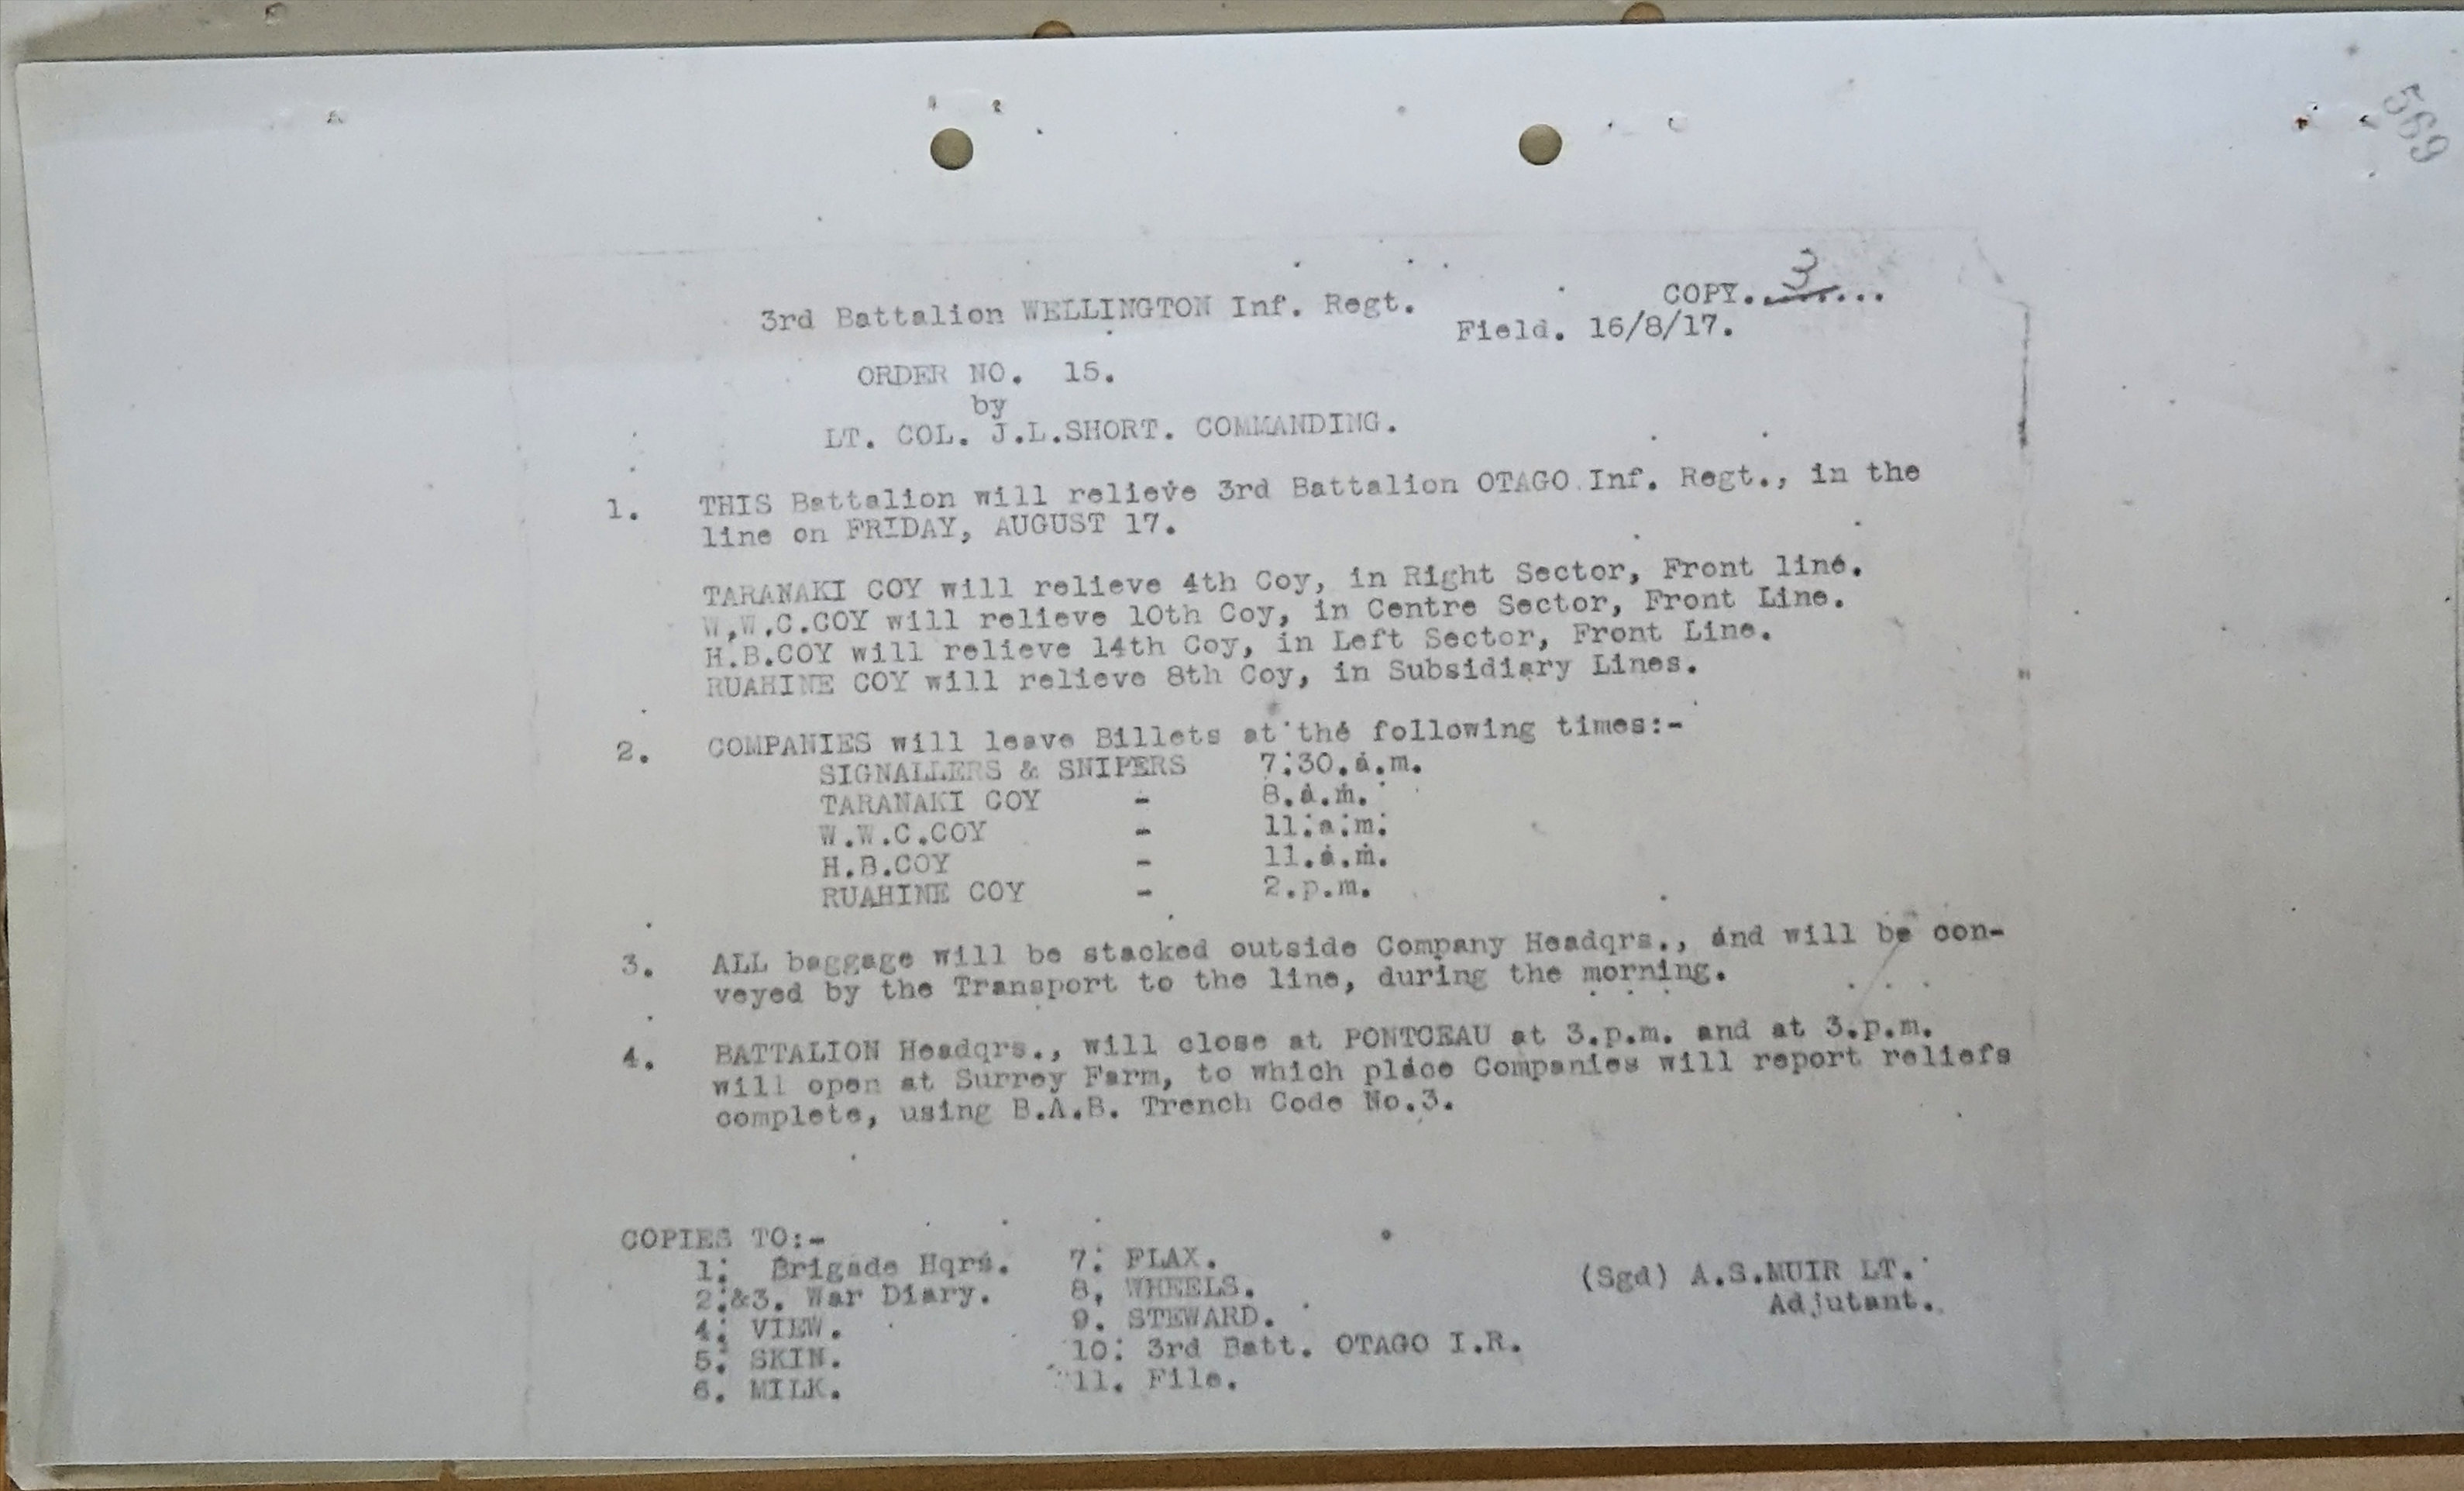 569
COPY..3.....
3rd Battalion WELLINGTON Inf. Regt.
Field. 16/8/17.
ORDER NO. 15.
by
LT. COL. J.L.SHORT. COMMANDING.
1. THIS Battalion will relieve 3rd Battalion OTAGO Inf. Regt., in the
line on FRIDAY, AUGUST 17.
TARANAKI COY will relieve 4th Coy, in Right Sector, Front line.
W.W.C.COY will relieve 10th Coy, in Centre Sector, Front Line.
H.B.COY will relieve 14th Coy, in Left Sector, Front Line.
RUAHINE COY will relieve 8th Coy, in Subsidiary Lines.
2. COMPANIES will leave Billets at the following times:-
SIGNALLERS & SNIPERS 7:30.a.m.
TARANAKI COY - 8.a.m.
W.W.C.COY - 11:a:m:
H.B.COY - 11.a.m.
RUAHINE COY - 2.p.m.
3. ALL baggage will be stacked outside Company Headqrs., and will be con-
veyed by the Transport to the line, during the morning.
4. BATTALION Headqrs., will close at PONTCEAU at 3.p.m. and at 3.p.m.
will open at Surrey Farm, to which place Companies will report reliefs
complete, using B.A.B. Trench Code No.3.
COPIES TO:-
1: Brigade Hqrs.
2:&3. War Diary.
4: VIEW.
5: SKIN.
6. MILK.
7: FLAX.
8. WHEELS.
9. STEWARD.
10: 3rd Batt. OTAGO I.R.
11. File.
(Sgd) A.S.MUIR LT.
Adjutant.